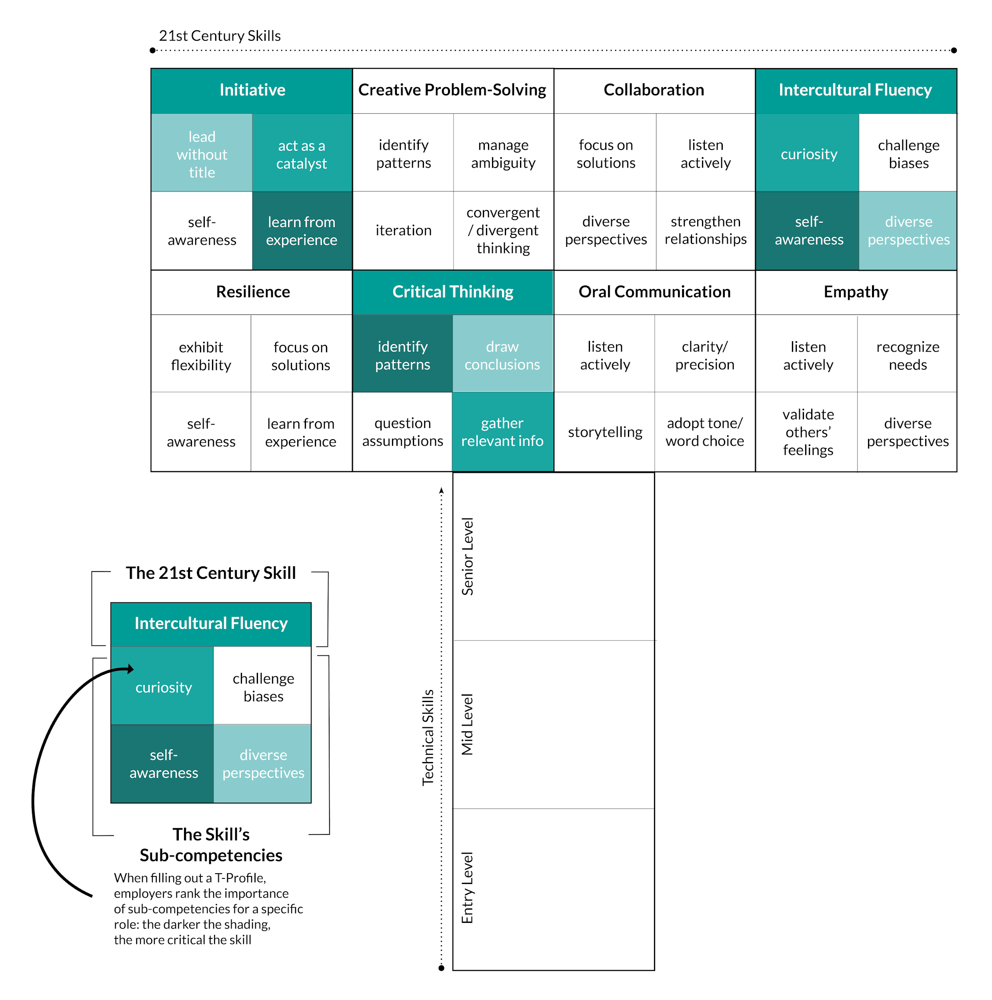 21st Century Skills
Initiative
Creative Problem-Solving
Collaboration
Intercultural Fluency
lead
without
title
act as a
catalyst
identify
patterns
manage
ambiguity
focus on
solutions
listen
actively
curiosity
challenge
biases
self-
awareness
learn from
experience
iteration
convergent
/ divergent
thinking
diverse
perspectives
strengthen
relationships
self-
awareness
diverse
perspectives
Resilience
Critical Thinking
Oral Communication
Empathy
exhibit
flexibility
focus on
solutions
identify
patterns
draw
conclusions
listen
actively
clarity/
precision
listen
actively
recognize
needs
self-
awareness
learn from
experience
question
assumptions
gather
relevant info
storytelling
adopt tone/
word choice
validate
others’
feelings
diverse
perspectives
Technical Skills
Senior Level
Mid Level
Entry Level
The 21st Century Skill
Intercultural Fluency
curiosity
challenge
biases
self-
awareness
diverse
perspectives
The Skill’s
Sub-competencies
When filling out a T-Profile,
employers rank the importance
of sub-competencies for a specific
role: the darker the shading,
the more critical the skill